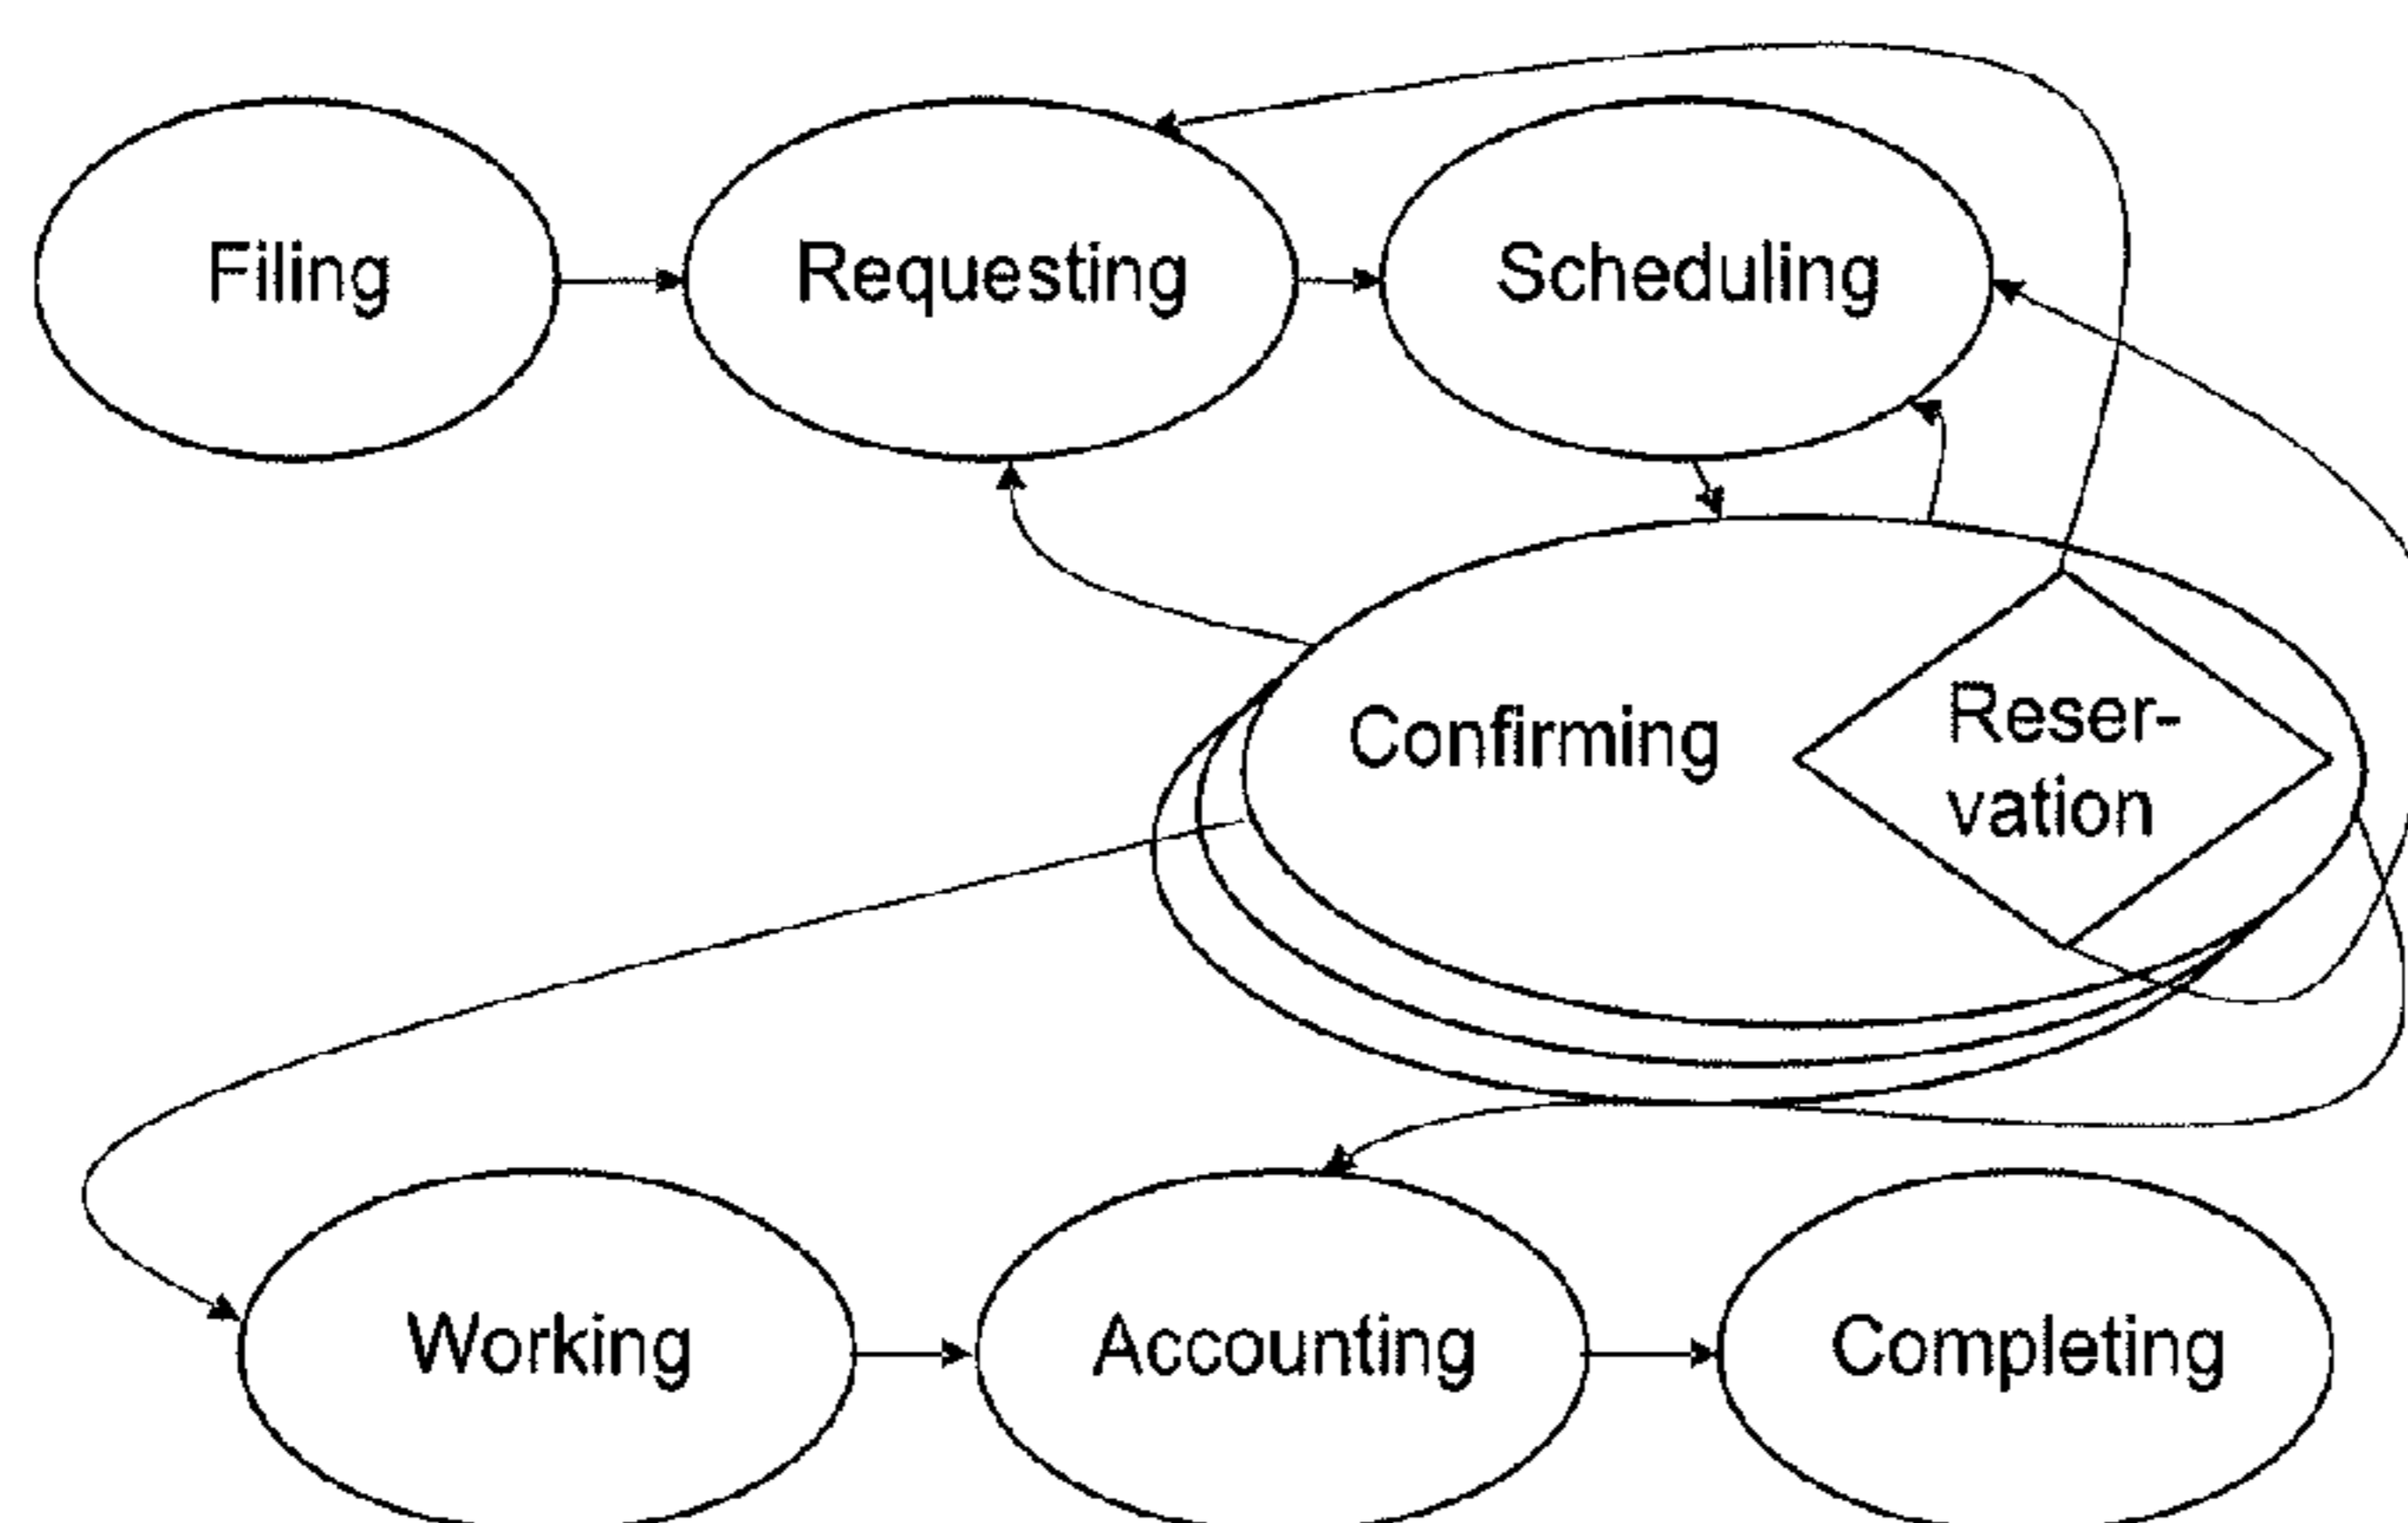 Filing
Requesting
Scheduling
Confirming
Reser-
vation
Working
Accounting
Completing